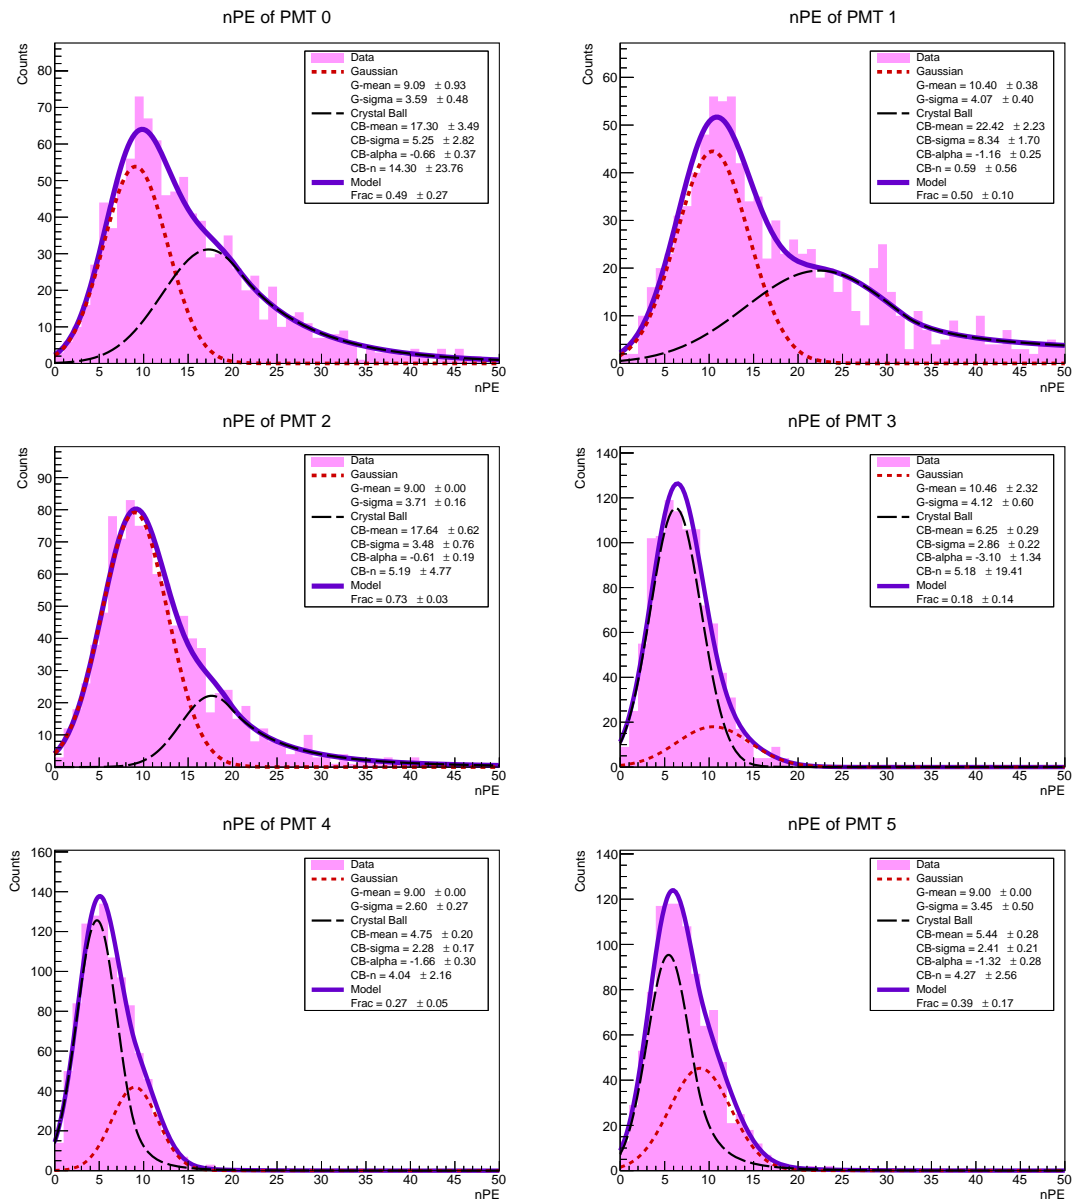 nPE of PMT 0
Counts
Data
Gaussian
G-mean = 9.09 ± 0.93
G-sigma = 3.59 ± 0.48
Crystal Ball
CB-mean = 17.30 ± 3.49
CB-sigma = 5.25 ± 2.82
CB-alpha = -0.66 ± 0.37
CB-n = 14.30 ± 23.76
Model
Frac = 0.49 ± 0.27
80
70
60
50
40
30
20
10
0
0 5 10 15 20 25 30 35 40 45 50
nPE
nPE of PMT 1
Counts
Data
Gaussian
G-mean = 10.40 ± 0.38
G-sigma = 4.07 ± 0.40
Crystal Ball
CB-mean = 22.42 ± 2.23
CB-sigma = 8.34 ± 1.70
CB-alpha = -1.16 ± 0.25
CB-n = 0.59 ± 0.56
Model
Frac = 0.50 ± 0.10
60
50
40
30
20
10
0
0 5 10 15 20 25 30 35 40 45 50
nPE
nPE of PMT 2
Counts
Data
Gaussian
G-mean = 9.00 ± 0.00
G-sigma = 3.71 ± 0.16
Crystal Ball
CB-mean = 17.64 ± 0.62
CB-sigma = 3.48 ± 0.76
CB-alpha = -0.61 ± 0.19
CB-n = 5.19 ± 4.77
Model
Frac = 0.73 ± 0.03
90
80
70
60
50
40
30
20
10
0
0 5 10 15 20 25 30 35 40 45 50
nPE
nPE of PMT 3
Counts
Data
Gaussian
G-mean = 10.46 ± 2.32
G-sigma = 4.12 ± 0.60
Crystal Ball
CB-mean = 6.25 ± 0.29
CB-sigma = 2.86 ± 0.22
CB-alpha = -3.10 ± 1.34
CB-n = 5.18 ± 19.41
Model
Frac = 0.18 ± 0.14
140
120
100
80
60
40
20
0
0 5 10 15 20 25 30 35 40 45 50
nPE
nPE of PMT 4
Counts
Data
Gaussian
G-mean = 9.00 ± 0.00
G-sigma = 2.60 ± 0.27
Crystal Ball
CB-mean = 4.75 ± 0.20
CB-sigma = 2.28 ± 0.17
CB-alpha = -1.66 ± 0.30
CB-n = 4.04 ± 2.16
Model
Frac = 0.27 ± 0.05
160
140
120
100
80
60
40
20
0
0 5 10 15 20 25 30 35 40 45 50
nPE
nPE of PMT 5
Counts
Data
Gaussian
G-mean = 9.00 ± 0.00
G-sigma = 3.45 ± 0.50
Crystal Ball
CB-mean = 5.44 ± 0.28
CB-sigma = 2.41 ± 0.21
CB-alpha = -1.32 ± 0.28
CB-n = 4.27 ± 2.56
Model
Frac = 0.39 ± 0.17
140
120
100
80
60
40
20
0
0 5 10 15 20 25 30 35 40 45 50
nPE